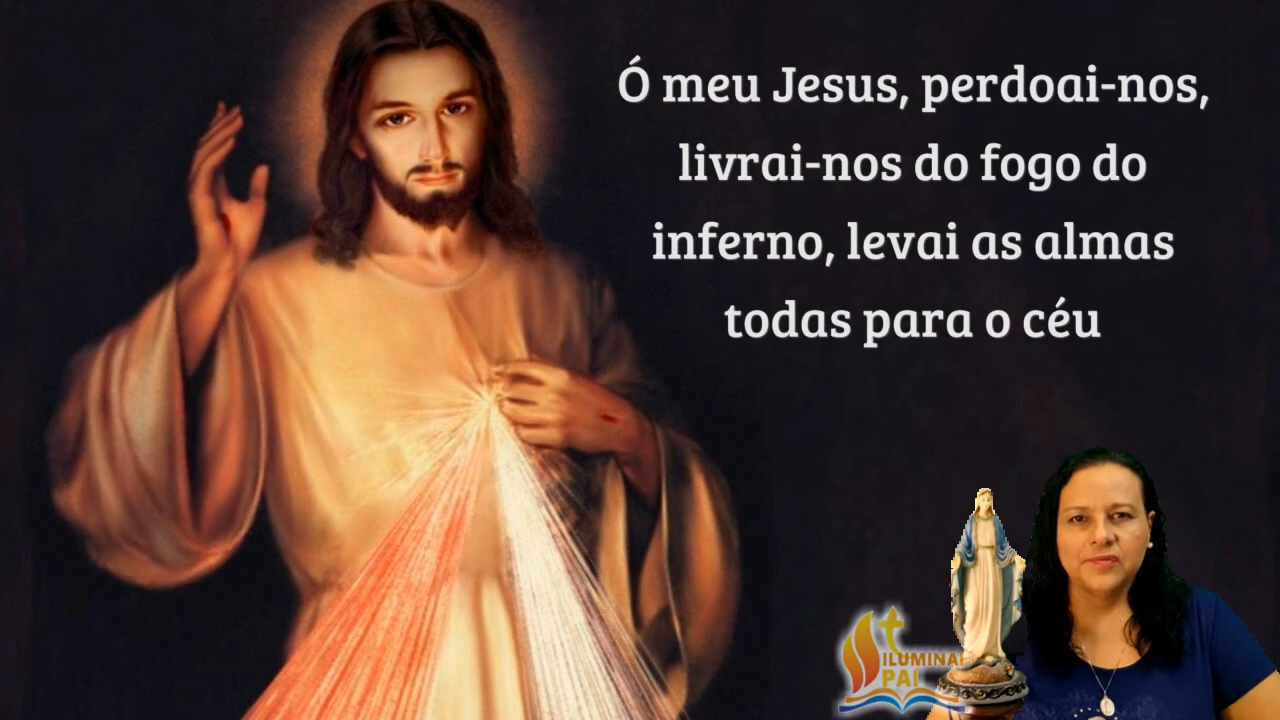 Ó meu Jesus, perdoai-nos,
livrai-nos do fogo do
inferno, levai as almas
todas para o céu
ILUMINAI
PAI